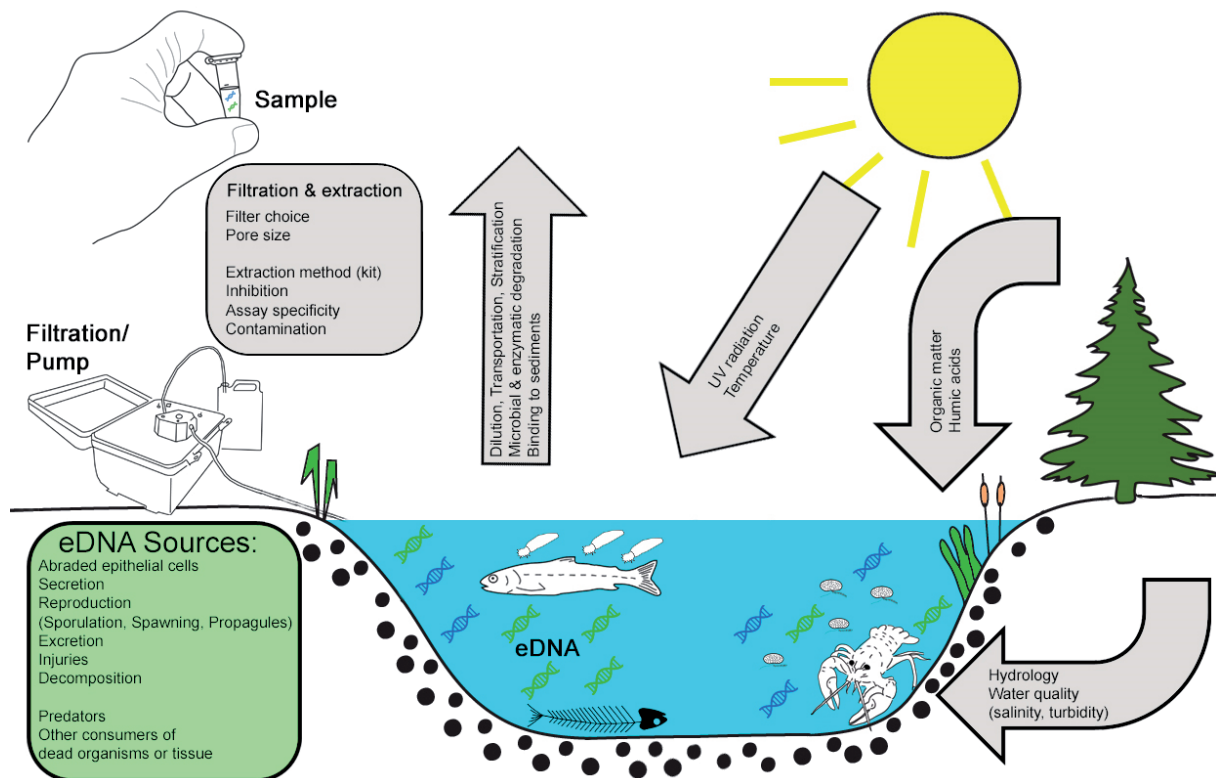 Sample
Filtration & extraction
Filter choice
Pore size
Extraction method (kit)
Inhibition
Assay specificity
Contamination
Filtration/
Pump
Dilution, Transportation, Stratification
Microbial & enzymatic degradation
Binding to sediments
UV radiation
Temperature
Organic matter
Humic acids
eDNA Sources:
Abraded epithelial cells
Secretion
Reproduction
(Sporulation, Spawning, Propagules)
Excretion
Injuries
Decomposition
Predators
Other consumers of
dead organisms or tissue
eDNA
Hydrology
Water quality
(salinity, turbidity)